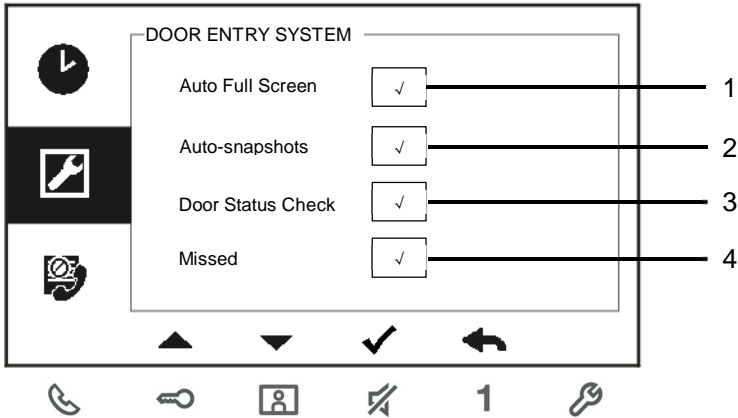 DOOR ENTRY SYSTEM
Auto Full Screen √ 1
Auto-snapshots √ 2
Door Status Check √ 3
Missed √ 4
1